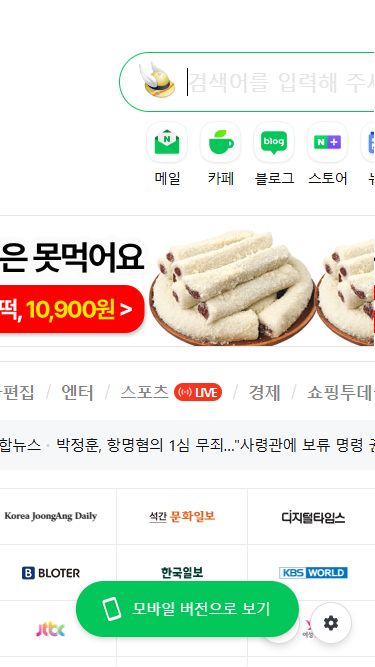 검색어를 입력해 주시
N
blog
N+
메일
카페
블로그
스토어
은 못먹어요
떡, 10,900원 >
편집 / 엔터 / 스포츠 LIVE / 경제 / 쇼핑투데
합뉴스 · 박정훈, 항명혐의 1심 무죄..."사령관에 보류 명령 권
Korea JoongAng Daily
석간 문화일보
디지털타임스
B BLOTER
한국일보
KBS WORLD
jtbc
모바일 버전으로 보기